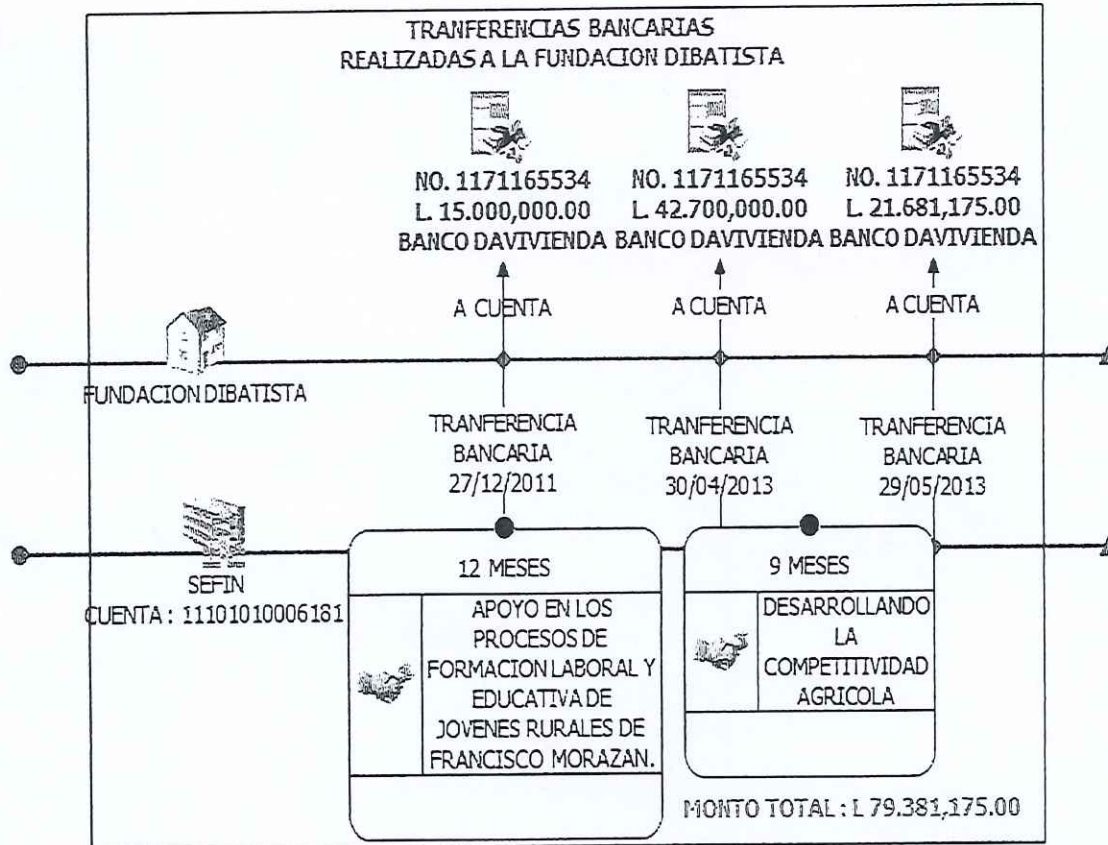 TRANFERENCIAS BANCARIAS
REALIZADAS A LA FUNDACION DIBATISTA
NO. 1171165534
L. 15.000,000.00
BANCO DAVIVIENDA
NO. 1171165534
L. 42.700,000.00
BANCO DAVIVIENDA
NO. 1171165534
L. 21.681,175.00
BANCO DAVIVIENDA
A CUENTA
A CUENTA
A CUENTA
FUNDACION DIBATISTA
TRANFERENCIA
BANCARIA
27/12/2011
TRANFERENCIA
BANCARIA
30/04/2013
TRANFERENCIA
BANCARIA
29/05/2013
SEFIN
CUENTA : 11101010006181
12 MESES
APOYO EN LOS
PROCESOS DE
FORMACION LABORAL Y
EDUCATIVA DE
JOVENES RURALES DE
FRANCISCO MORAZAN.
9 MESES
DESARROLLANDO
LA
COMPETITIVIDAD
AGRICOLA
MONTO TOTAL : L 79.381,175.00